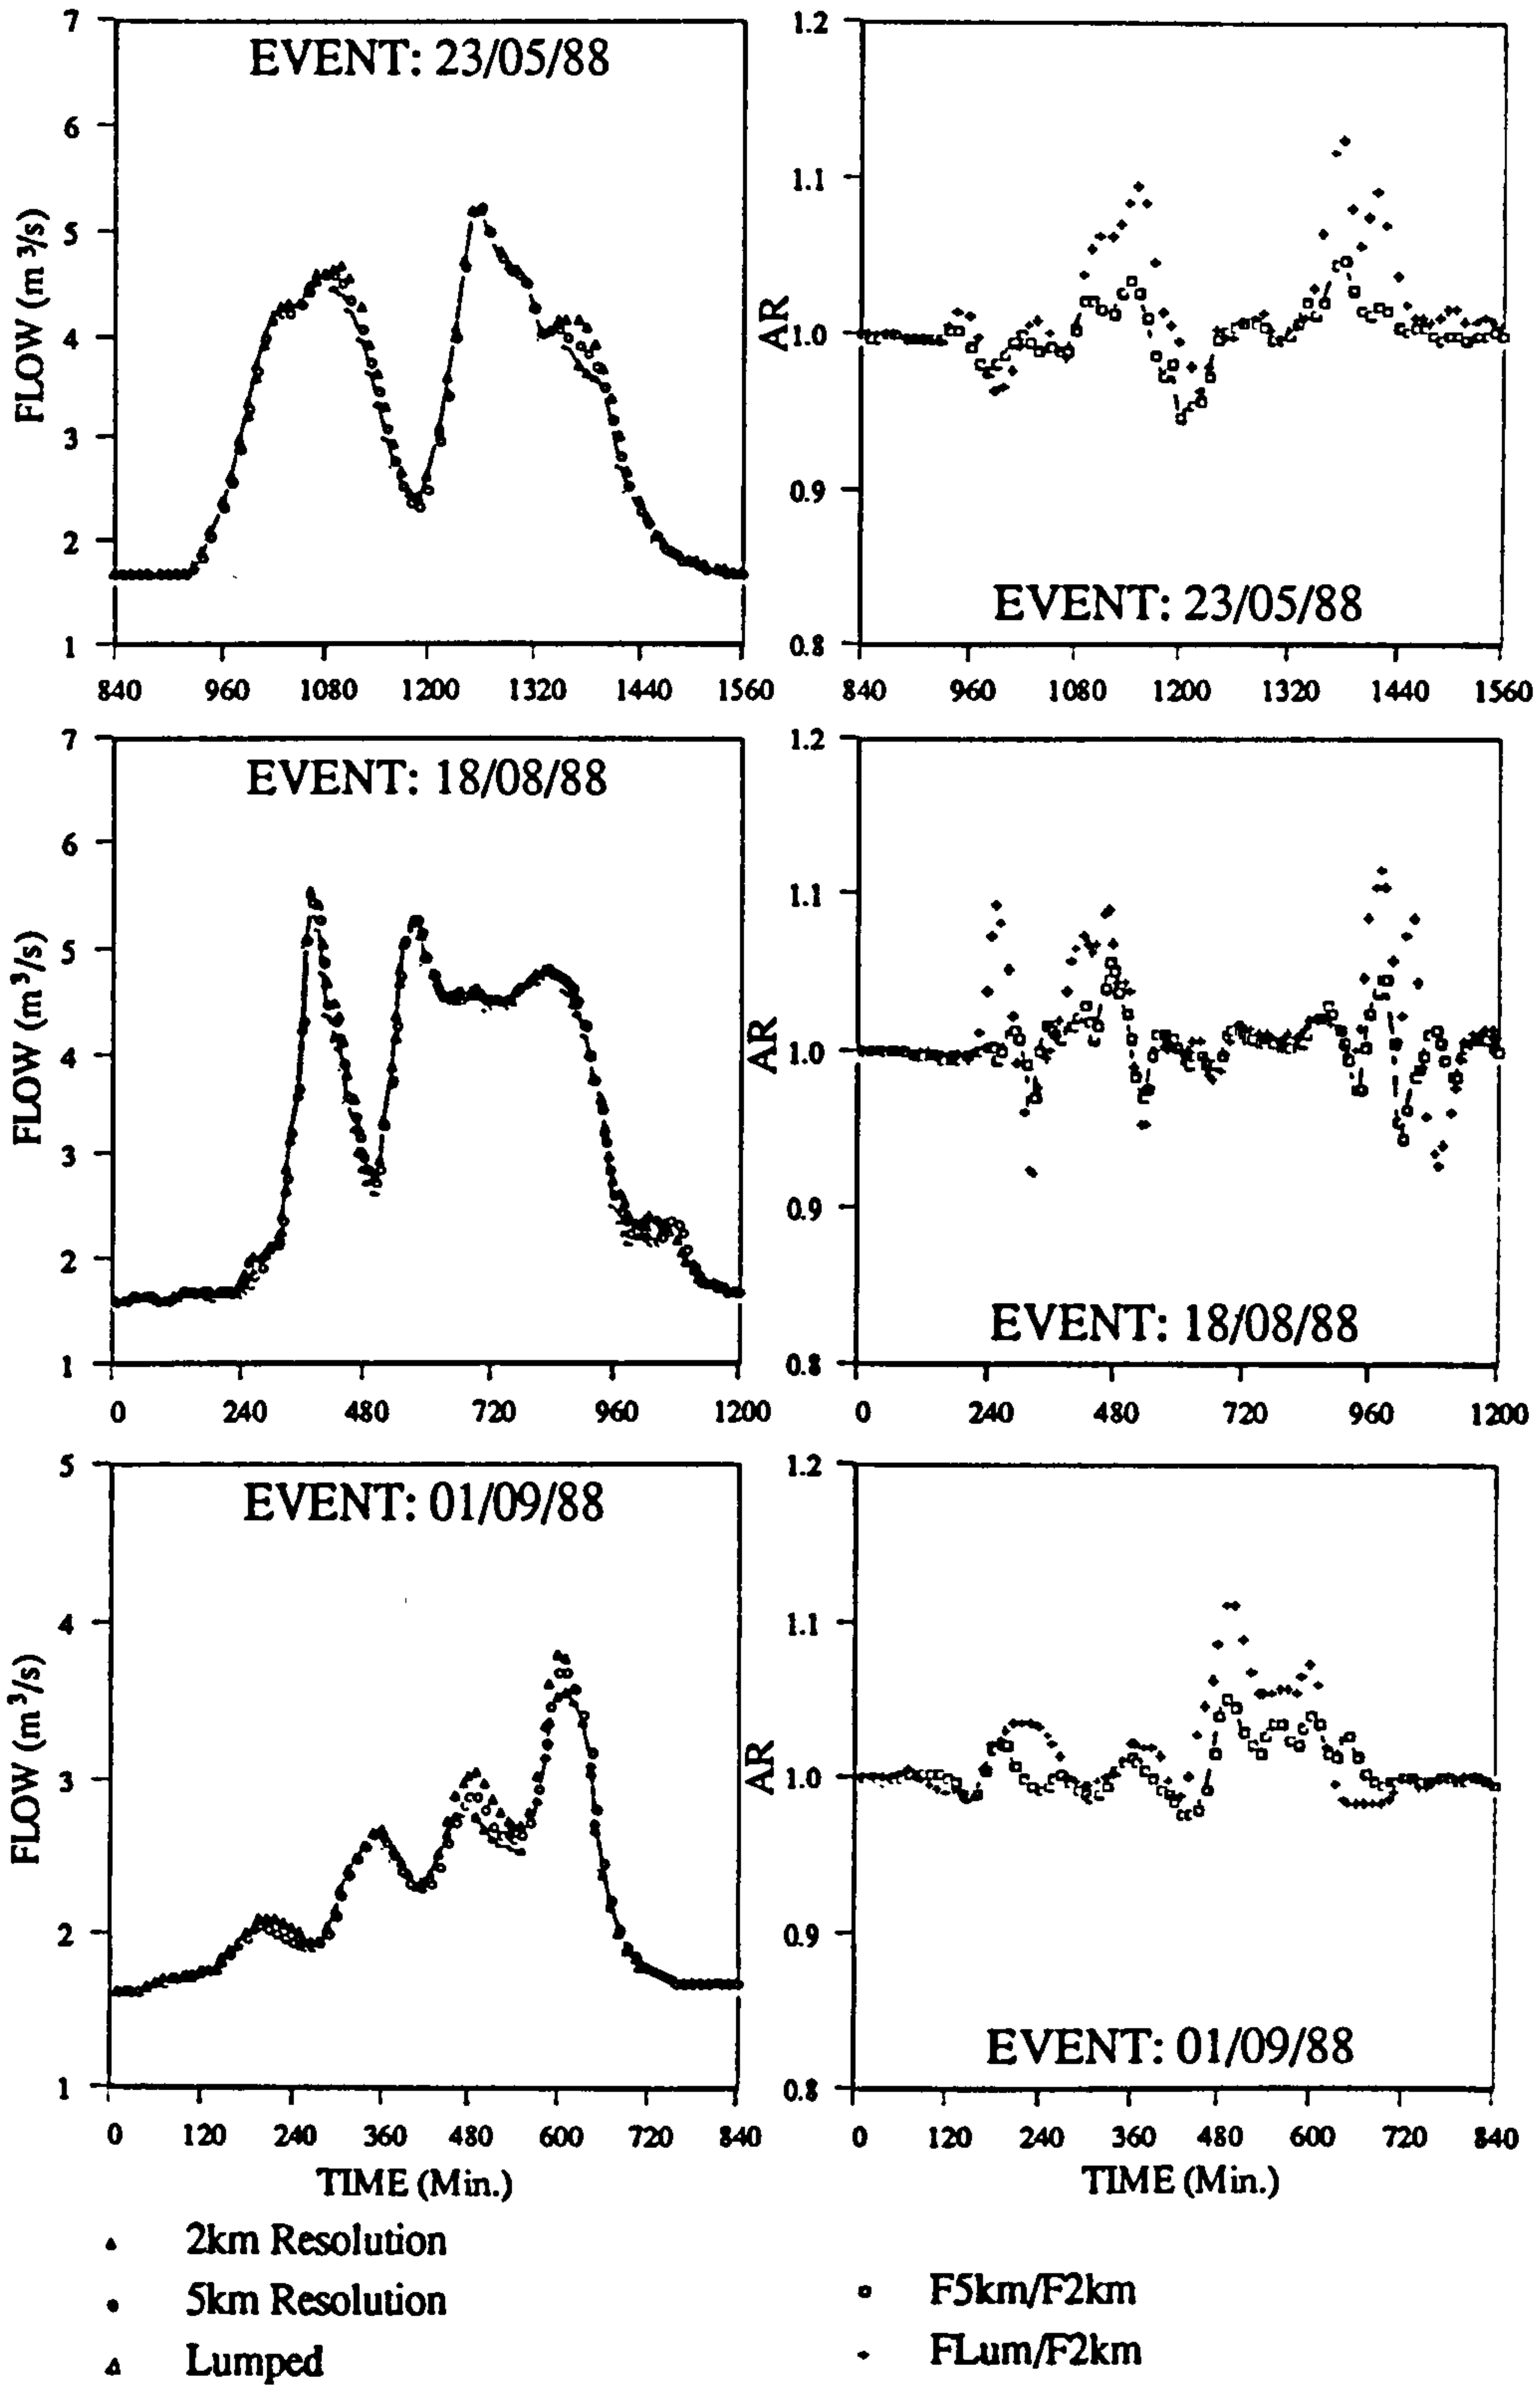 EVENT: 23/05/88
FLOW (m³/s)
7
6
5
4
3
2
1
840 960 1080 1200 1320 1440 1560
EVENT: 23/05/88
AR
1.2
1.1
1.0
0.9
0.8
840 960 1080 1200 1320 1440 1560
EVENT: 18/08/88
FLOW (m³/s)
7
6
5
4
3
2
1
0 240 480 720 960 1200
EVENT: 18/08/88
AR
1.2
1.1
1.0
0.9
0.8
0 240 480 720 960 1200
EVENT: 01/09/88
FLOW (m³/s)
5
4
3
2
1
0 120 240 360 480 600 720 840
TIME (Min.)
EVENT: 01/09/88
AR
1.2
1.1
1.0
0.9
0.8
0 120 240 360 480 600 720 840
TIME (Min.)
2km Resolution
5km Resolution
Lumped
F5km/F2km
FLum/F2km